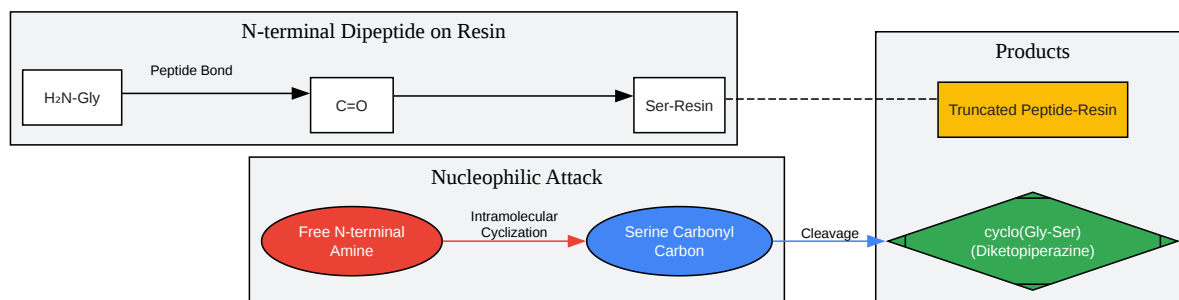 N-terminal Dipeptide on Resin
H₂N-Gly
Peptide Bond
C=O
Ser-Resin
Products
Truncated Peptide-Resin
Nucleophilic Attack
Free N-terminal
Amine
Intramolecular
Cyclization
Serine Carbonyl
Carbon
Cleavage
cyclo(Gly-Ser)
(Diketopiperazine)